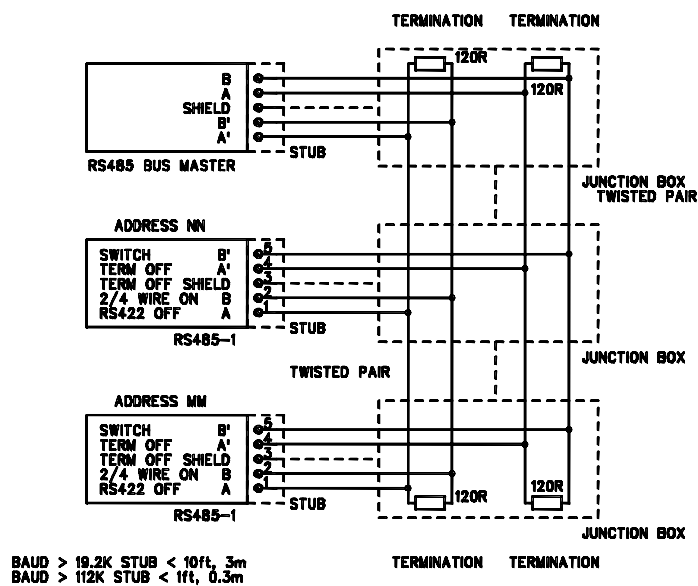 TERMINATION TERMINATION
120R
120R
B
A
SHIELD
B'
A'
STUB
RS485 BUS MASTER
JUNCTION BOX
TWISTED PAIR
ADDRESS NN
SWITCH B' 5
TERM OFF A' 4
TERM OFF SHIELD 3
2/4 WIRE ON B 2
RS422 OFF A 1
STUB
RS485-1
JUNCTION BOX
TWISTED PAIR
ADDRESS MM
SWITCH B' 5
TERM OFF A' 4
TERM OFF SHIELD 3
2/4 WIRE ON B 2
RS422 OFF A 1
120R 120R
STUB
RS485-1
JUNCTION BOX
BAUD > 19.2K STUB < 10ft, 3m
BAUD > 112K STUB < 1ft, 0.3m
TERMINATION TERMINATION